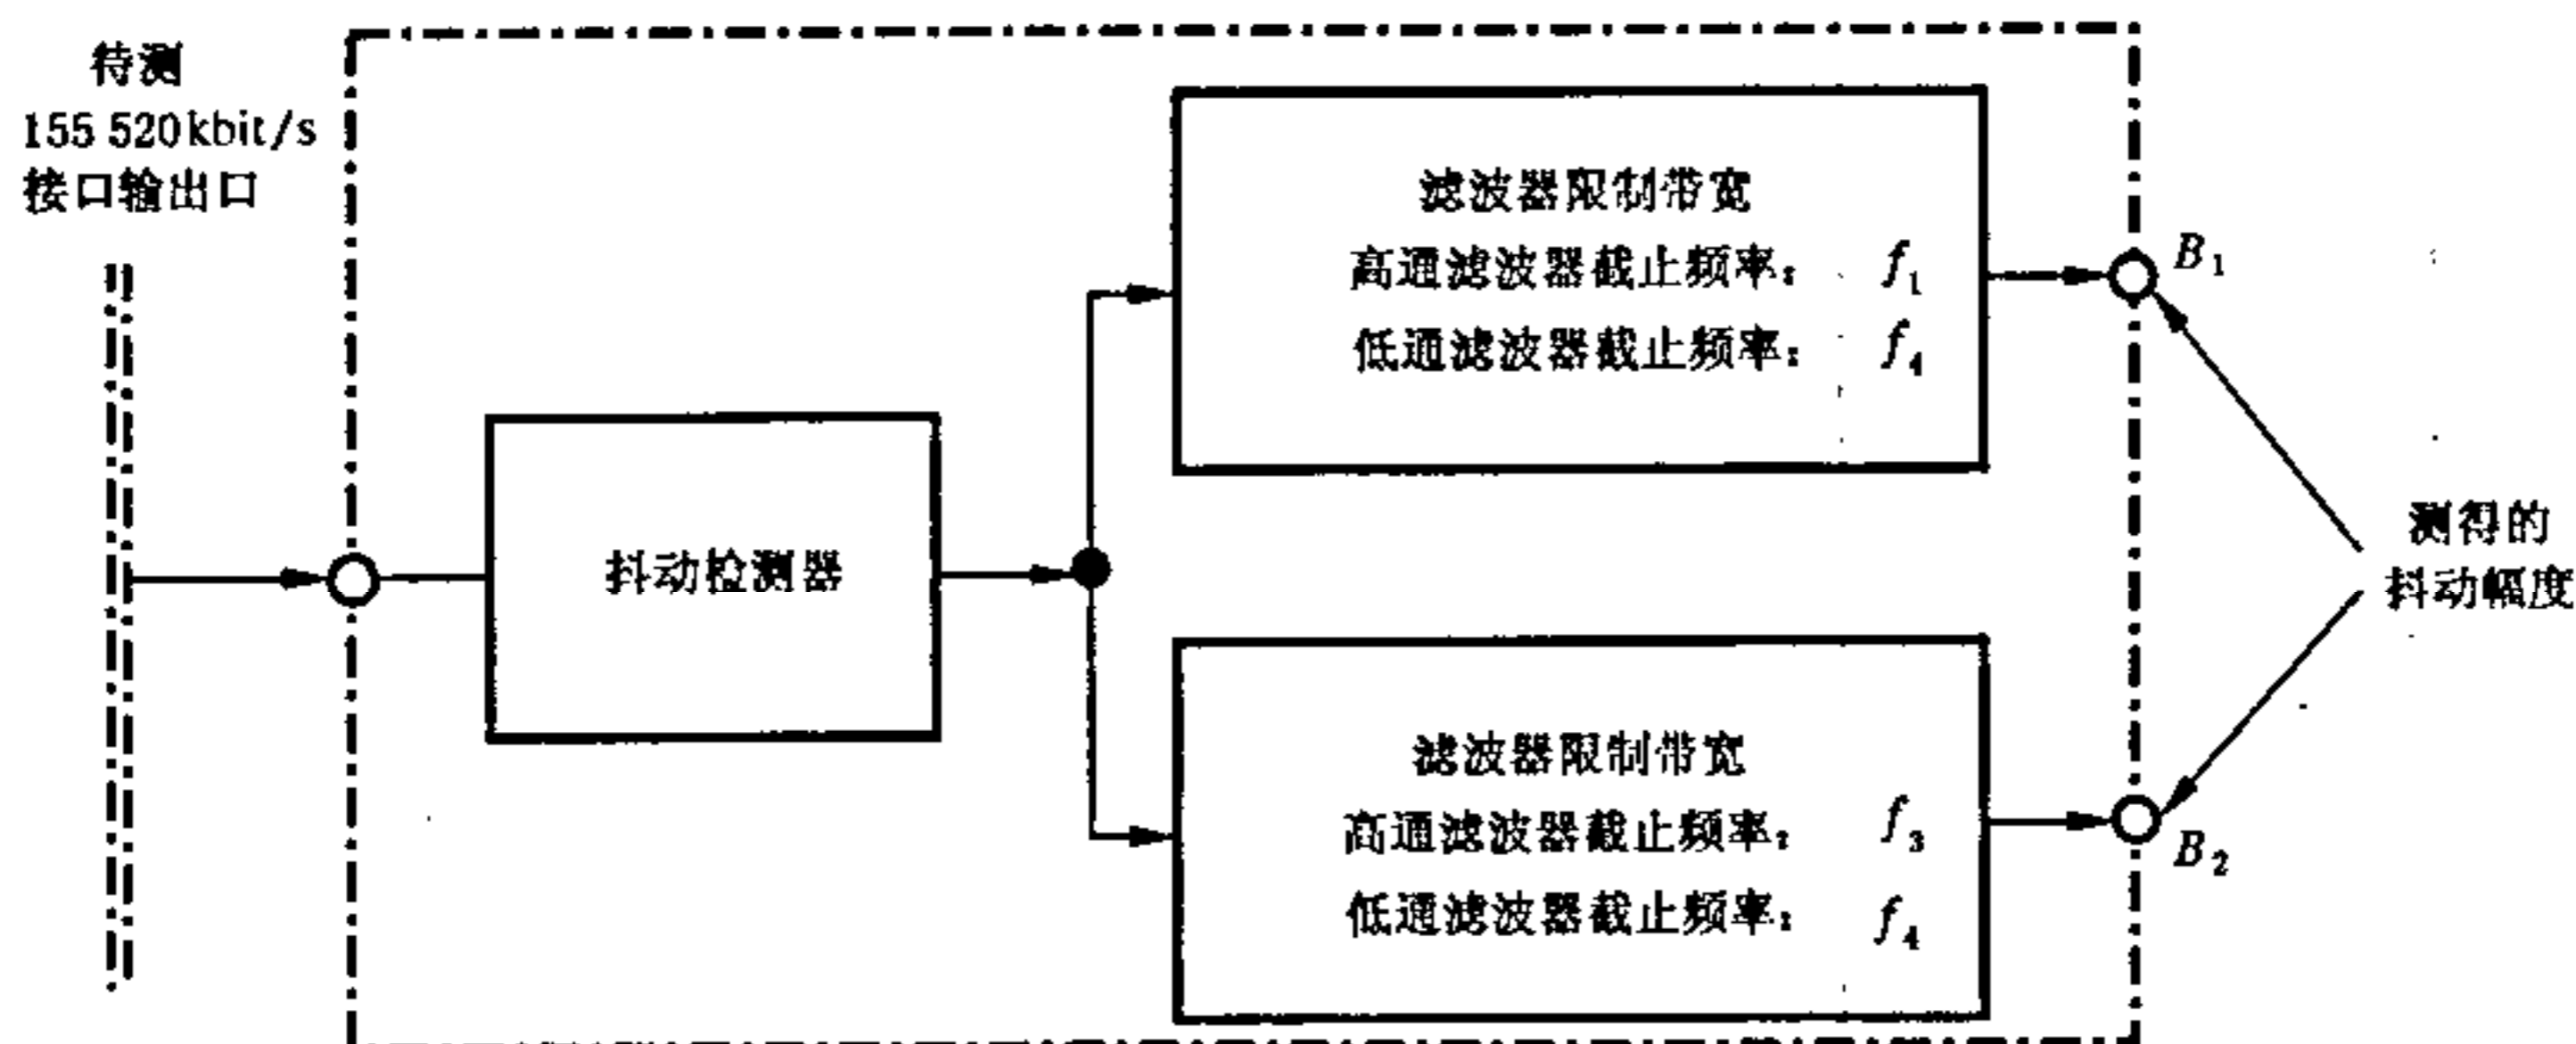 待测
155 520kbit/s
接口输出口
抖动检测器
滤波器限制带宽
高通滤波器截止频率： f₁
低通滤波器截止频率： f₄
滤波器限制带宽
高通滤波器截止频率： f₃
低通滤波器截止频率： f₄
B₁
B₂
测得的
抖动幅度